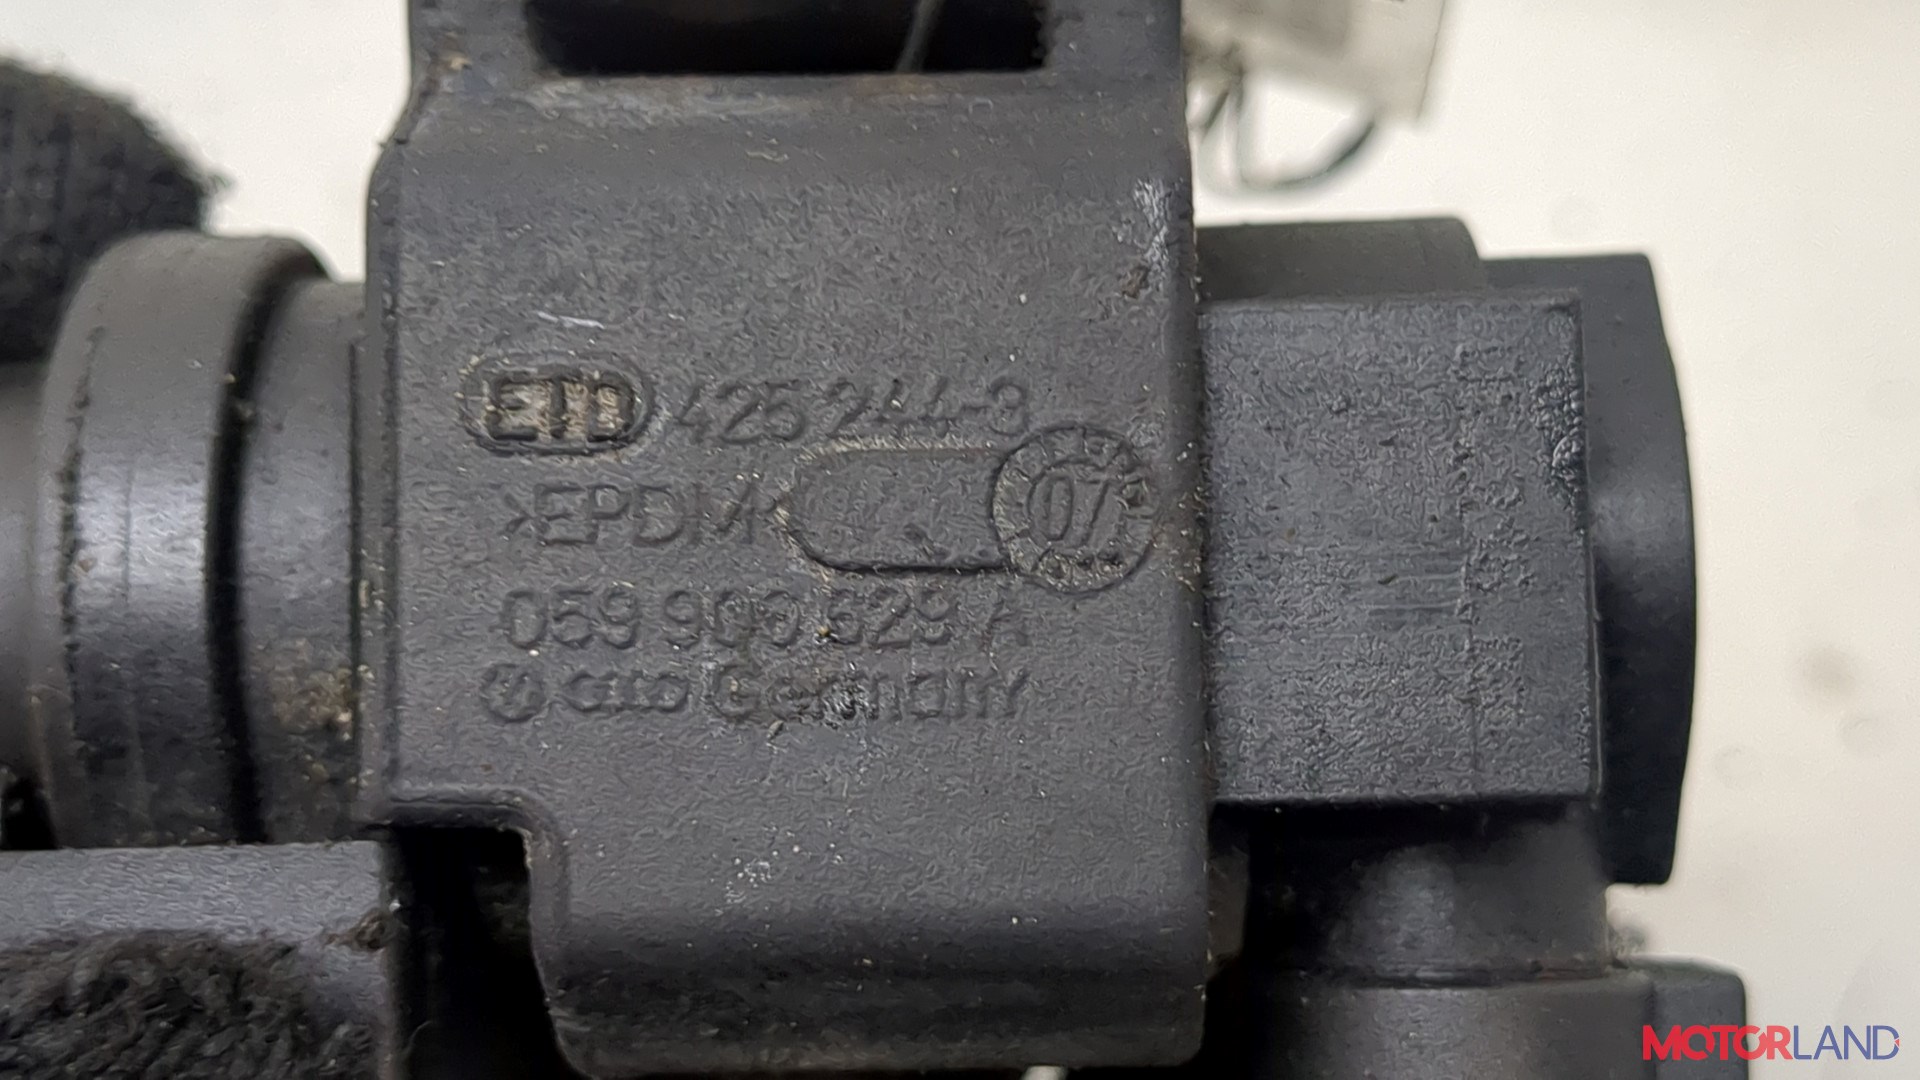 ETD 425 244-3
>EPDM<
07
059 906 629 A
Germany
MOTORLAND